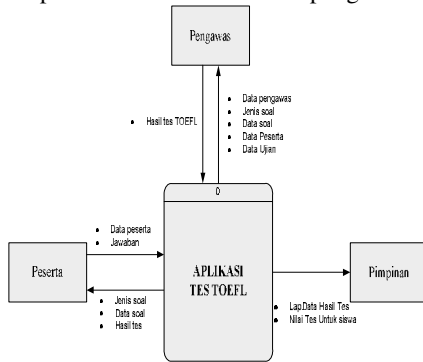 Pengawas
• Hasil tes TOEFL
• Data pengawas
• Jenis soal
• Data soal
• Data Peserta
• Data Ujian
0
• Data peserta
• Jawaban
Peserta
APLIKASI
TES TOEFL
Pimpinan
• Jenis soal
• Data soal
• Hasil tes
• Lap.Data Hasil Tes
• Nilai Tes Untuk siswa